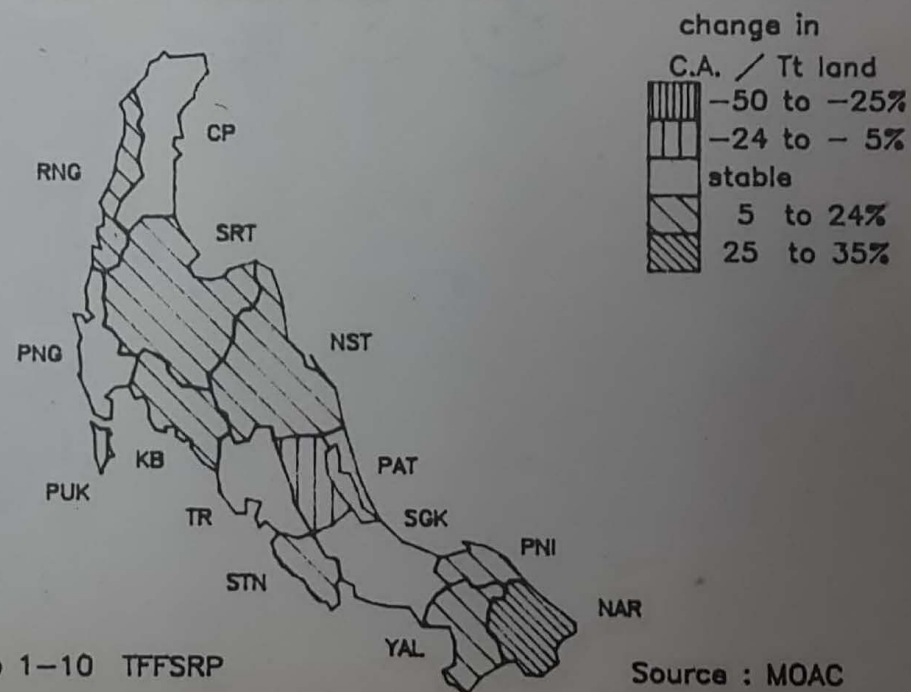 change in
C.A. / Tt land
-50 to -25%
-24 to - 5%
stable
5 to 24%
25 to 35%
CP
RNG
SRT
PNG
NST
KB
PUK
PAT
TR
SGK
PNI
STN
NAR
YAL
1-10 TFFSRP
Source : MOAC